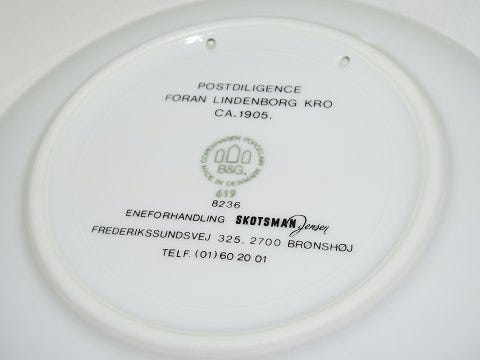 POSTDILIGENCE
FORAN LINDENBORG KRO
CA.1905.
COPENHAGEN PORCELAIN
B&G.
MADE IN DENMARK
619
8236
ENEFORHANDLING SKOTSMAN Jensen
FREDERIKSSUNDSVEJ 325. 2700 BRØNSHØJ
TELF. (01) 60 20 01